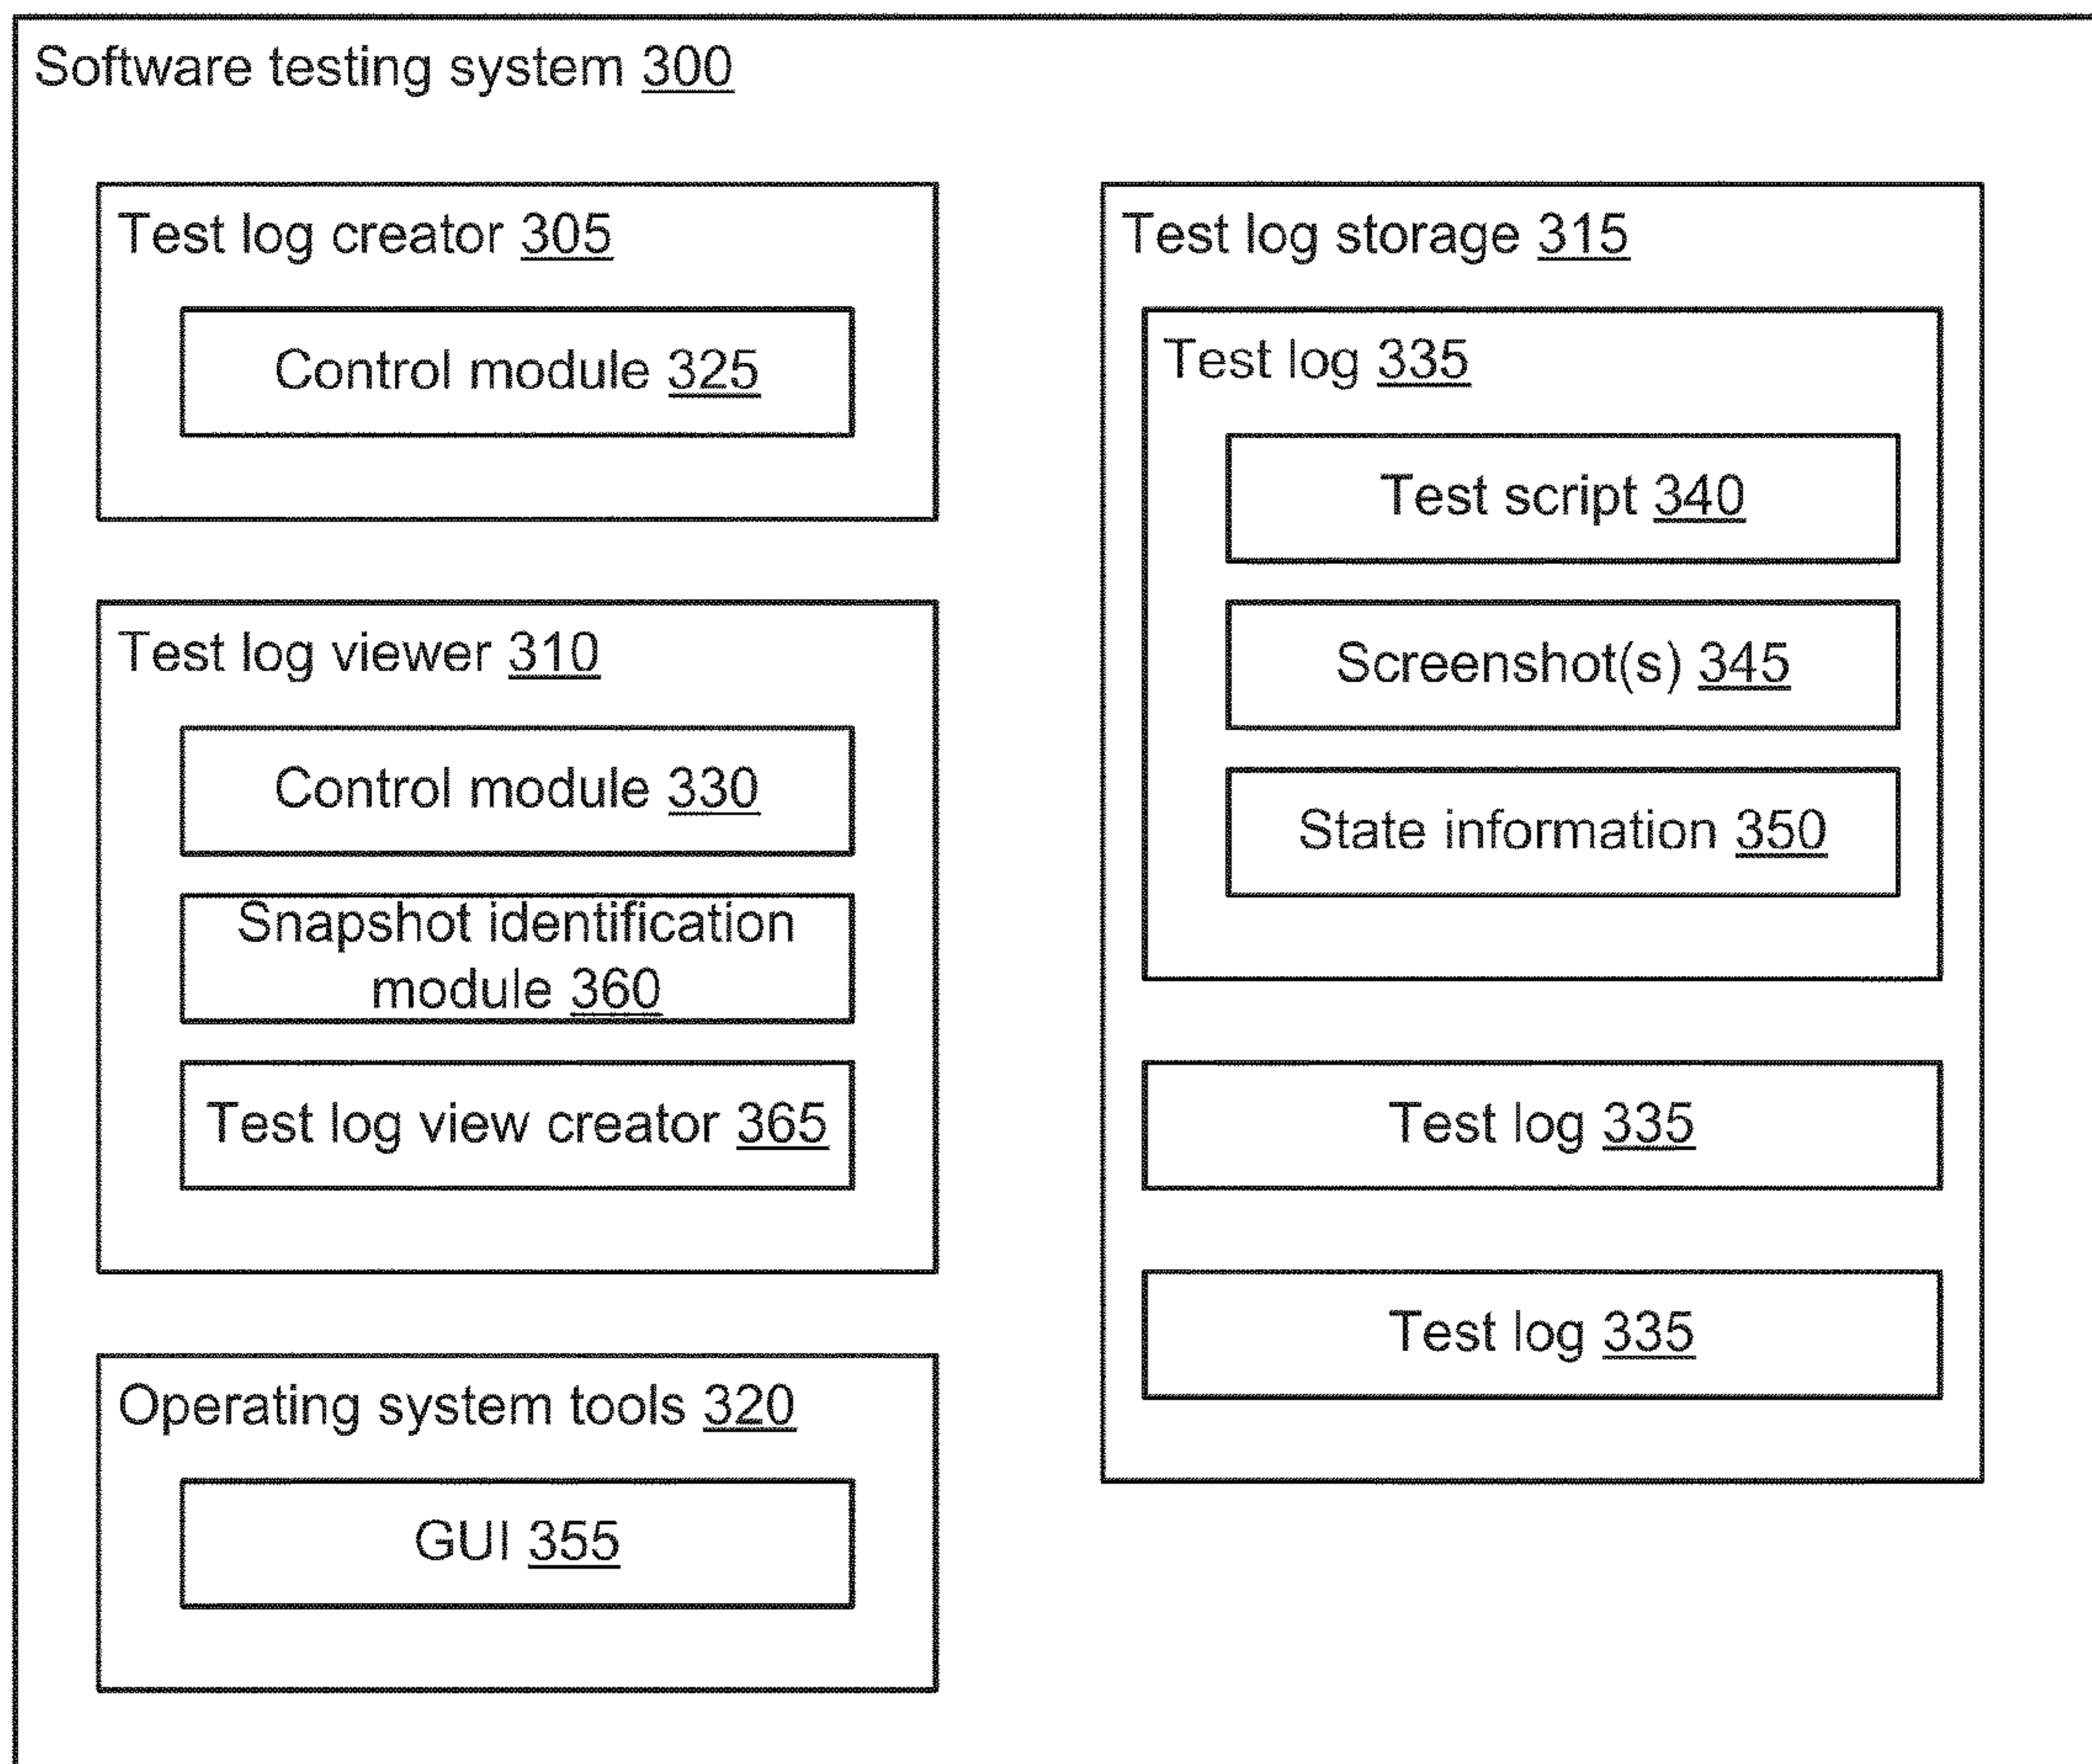 Software testing system 300
Test log creator 305
Control module 325
Test log viewer 310
Control module 330
Snapshot identification
module 360
Test log view creator 365
Operating system tools 320
GUI 355
Test log storage 315
Test log 335
Test script 340
Screenshot(s) 345
State information 350
Test log 335
Test log 335